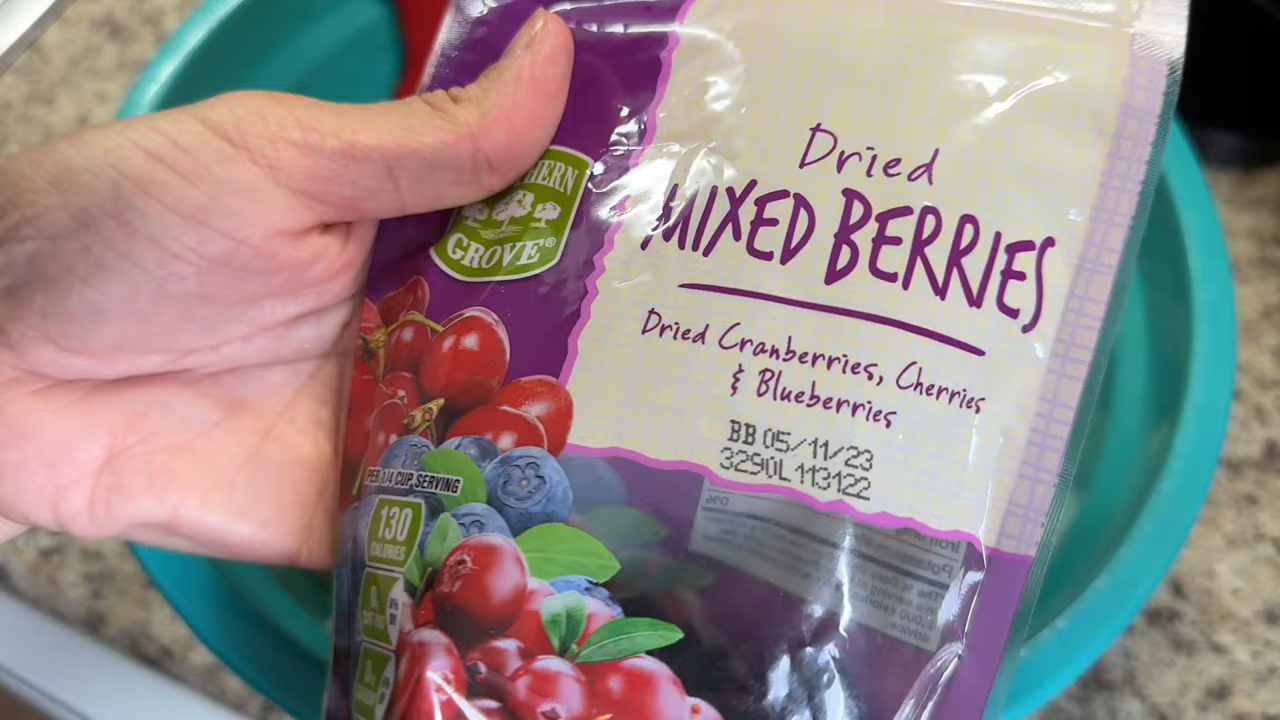 HERN
GROVE®
Dried
MIXED BERRIES
Dried Cranberries, Cherries
& Blueberries
BB 05/11/23
3290L 113122
PER 1/4 CUP SERVING
130
CALORIES